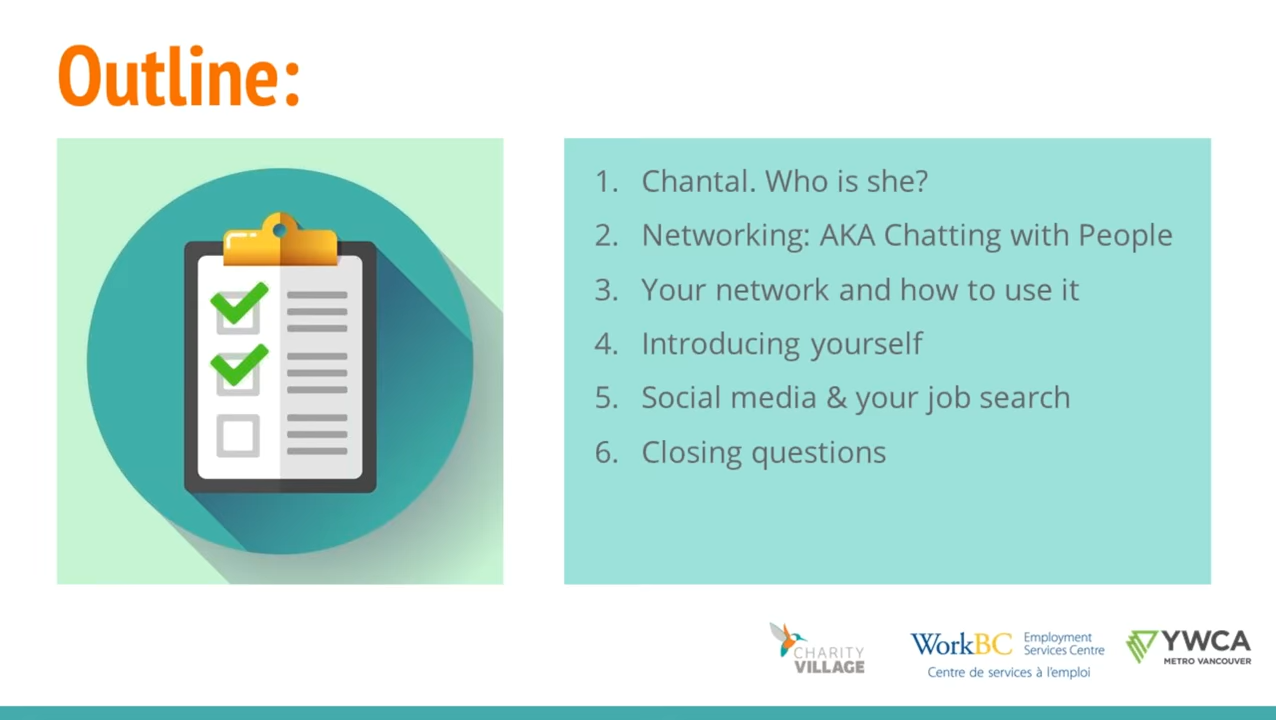 Outline:
1. Chantal. Who is she?
2. Networking: AKA Chatting with People
3. Your network and how to use it
4. Introducing yourself
5. Social media & your job search
6. Closing questions
CHARITY
VILLAGE
WorkBC Employment
Services Centre
Centre de services à l'emploi
YWCA
METRO VANCOUVER